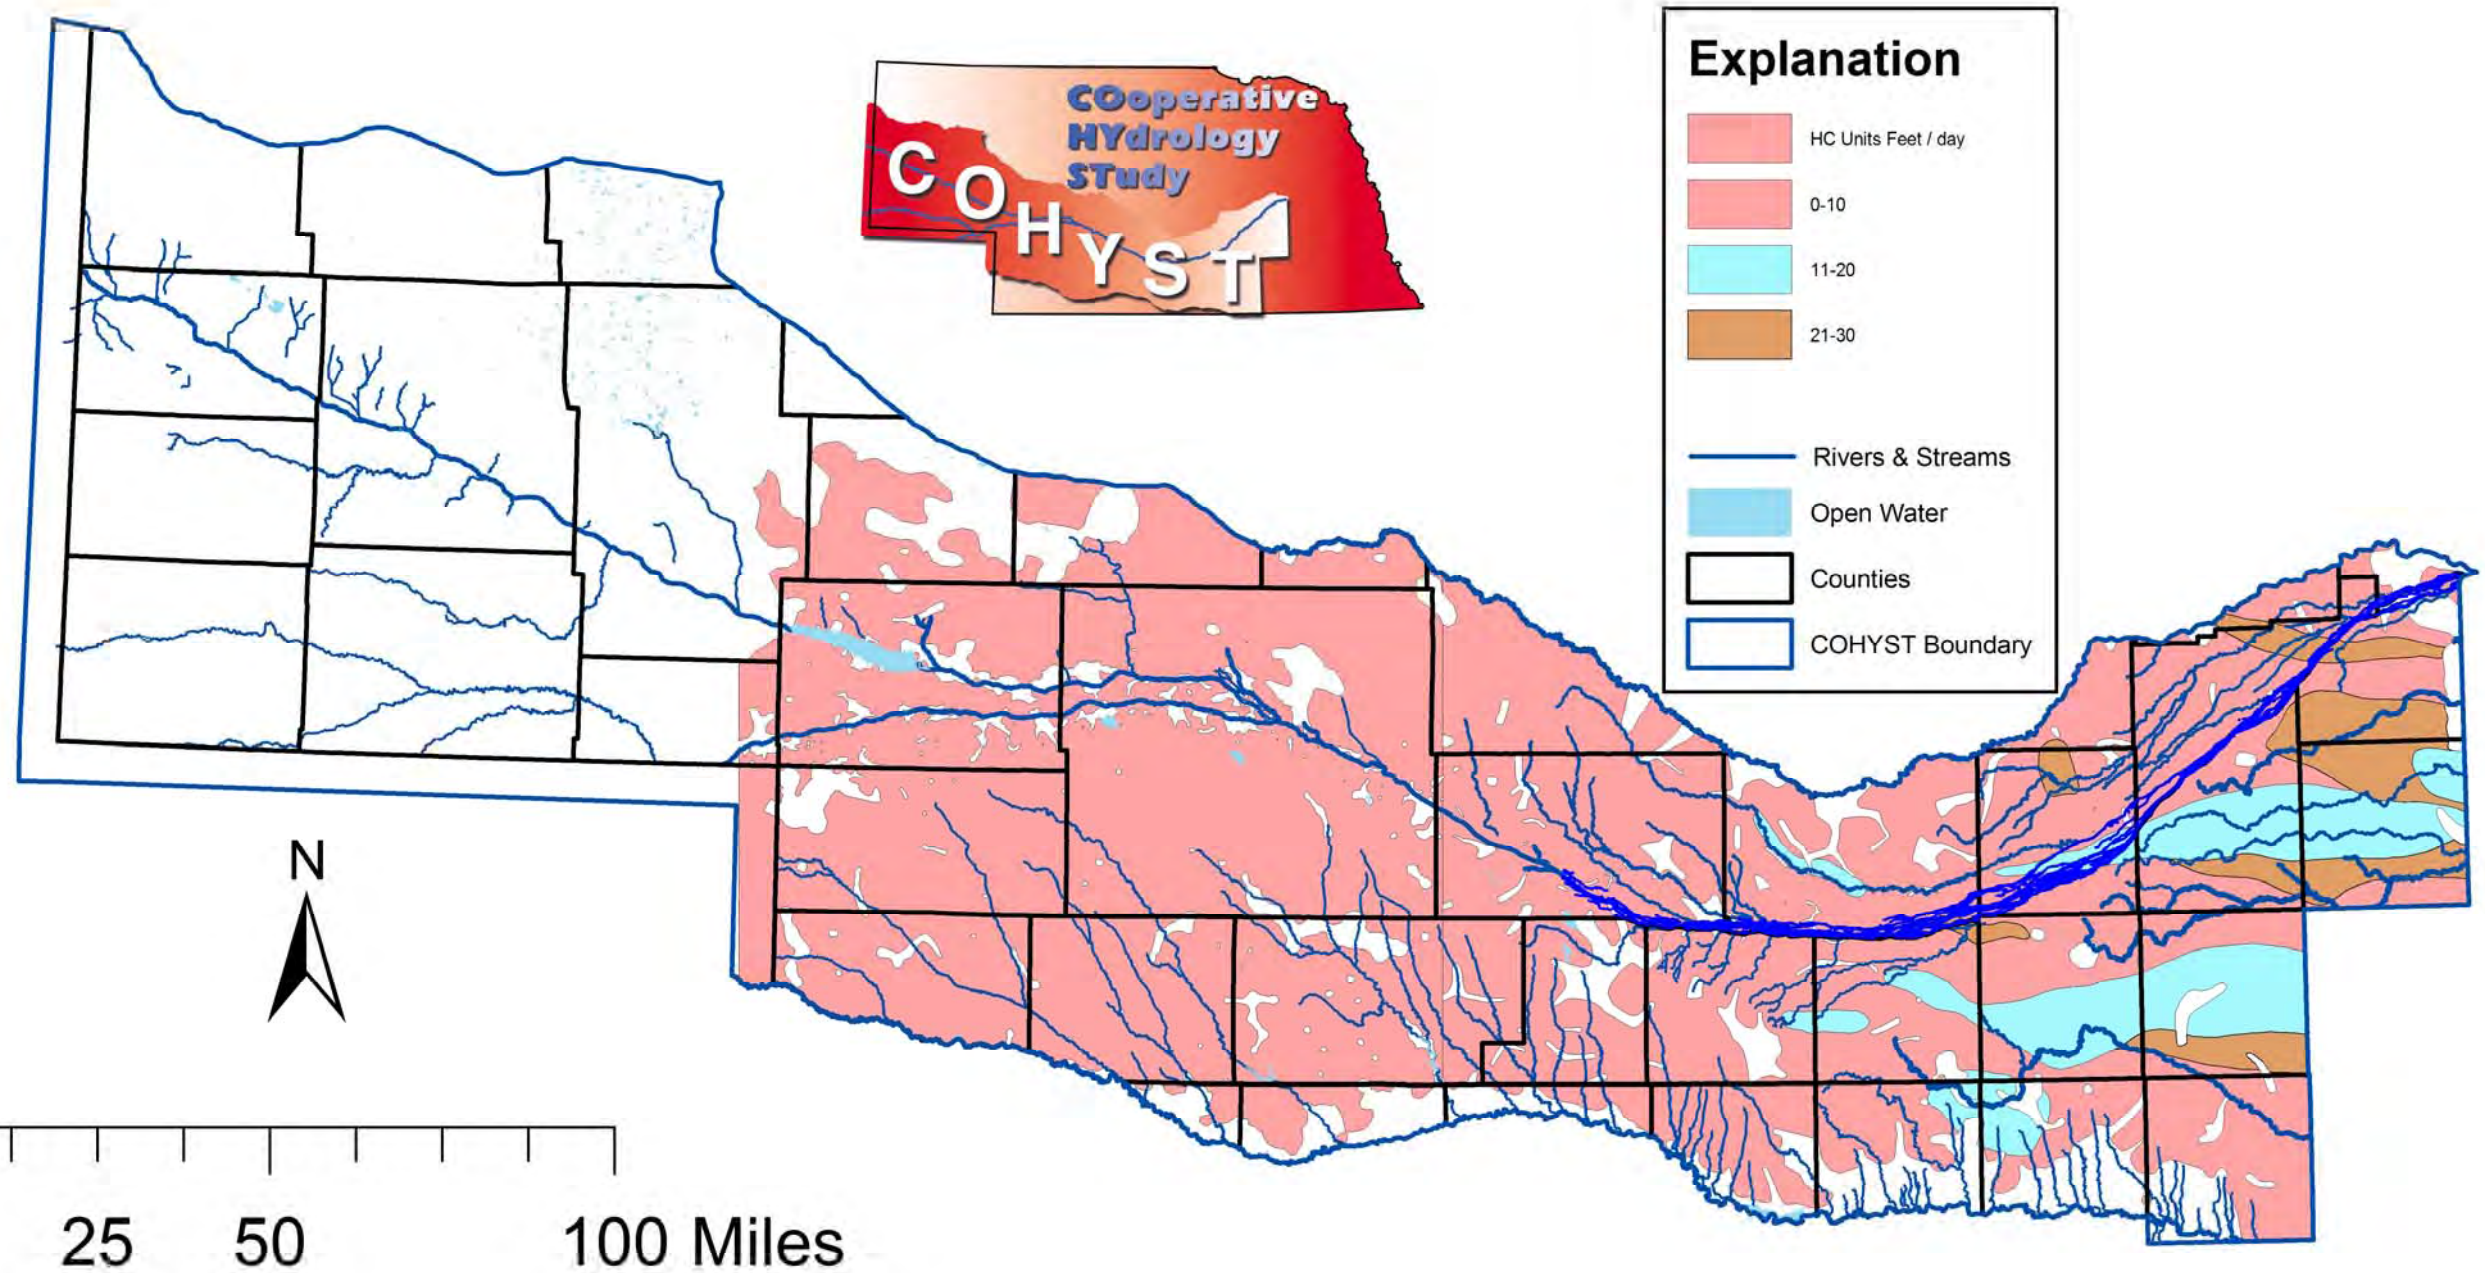 COoperative
HYdrology
STudy
COHYST
Explanation
HC Units Feet / day
0-10
11-20
21-30
Rivers & Streams
Open Water
Counties
COHYST Boundary
N
25 50 100 Miles